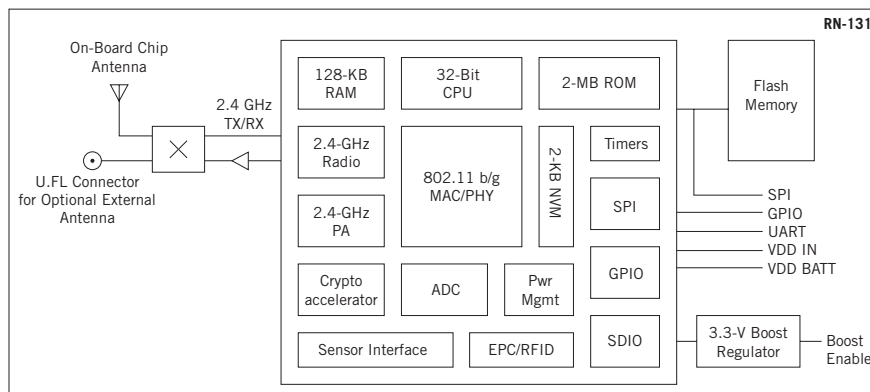 RN-131
On-Board Chip
Antenna
2.4 GHz
TX/RX
U.FL Connector
for Optional External
Antenna
128-KB
RAM
32-Bit
CPU
2-MB ROM
2.4-GHz
Radio
802.11 b/g
MAC/PHY
2-KB NVM
Timers
2.4-GHz
PA
SPI
Crypto
accelerator
ADC
Pwr
Mgmt
GPIO
Sensor Interface
EPC/RFID
SDIO
Flash
Memory
SPI
GPIO
UART
VDD IN
VDD BATT
3.3-V Boost
Regulator
Boost
Enable